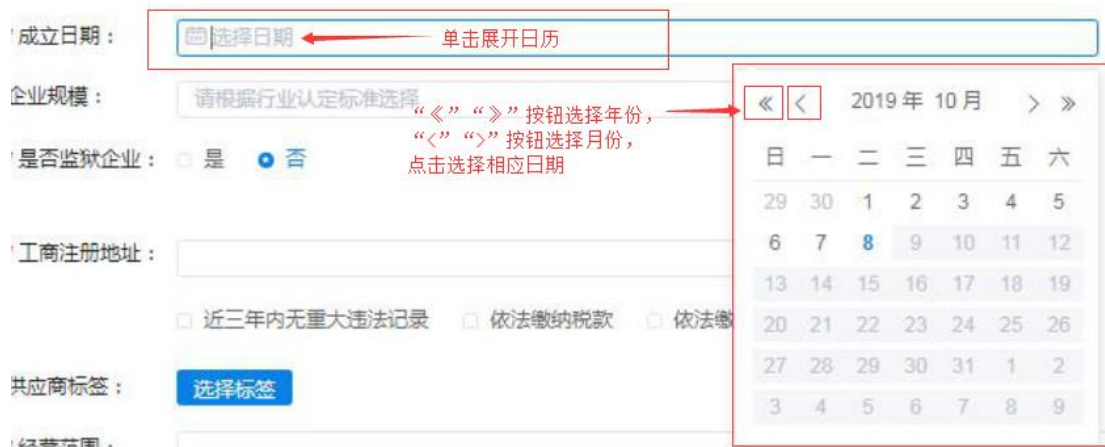 成立日期：
选择日期
单击展开日历
企业规模：
请根据行业认定标准选择
“《” “》” 按钮选择年份，
“<” “>” 按钮选择月份，
点击选择相应日期
« < 2019 年 10 月 > »
日 一 二 三 四 五 六
29 30 1 2 3 4 5
6 7 8 9 10 11 12
13 14 15 16 17 18 19
20 21 22 23 24 25 26
27 28 29 30 31 1 2
3 4 5 6 7 8 9
是否监狱企业： 是 否
工商注册地址：
近三年内无重大违法记录 依法缴纳税款 依法缴
供应商标签： 选择标签
经营范围：